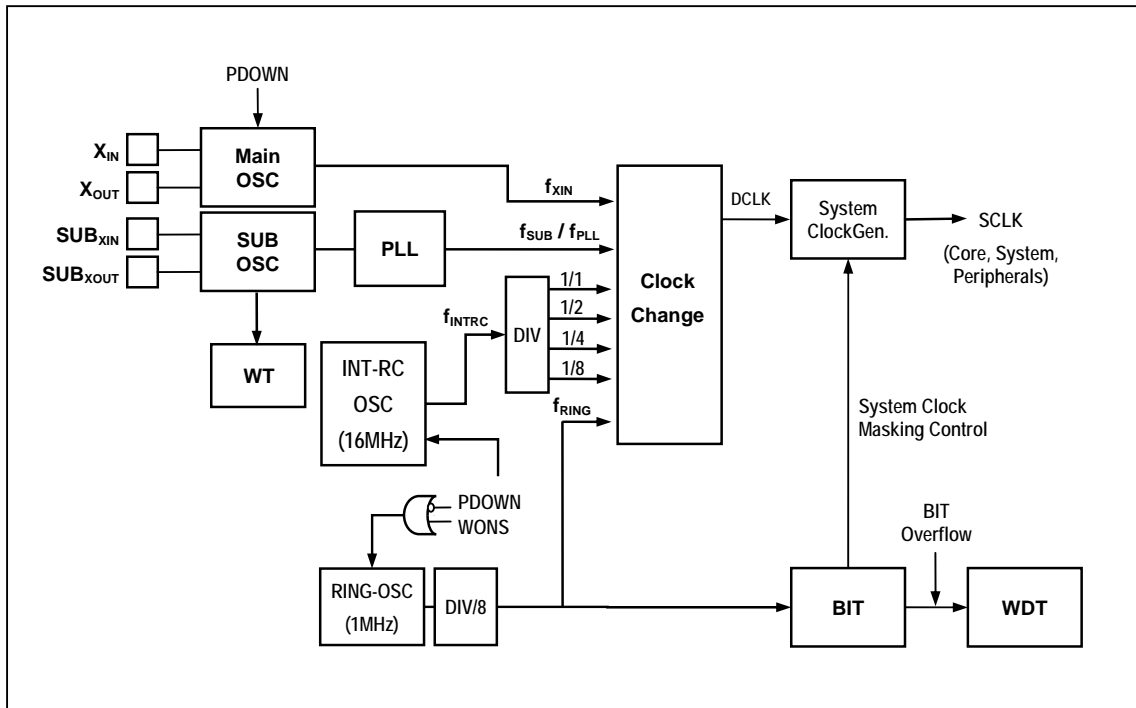 PDOWN
XIN
XOUT
Main
OSC
SUBXIN
SUBXOUT
SUB
OSC
PLL
WT
fXIN
fSUB / fPLL
fINTRC
DIV
1/1
1/2
1/4
1/8
fRING
INT-RC
OSC
(16MHz)
Clock
Change
DCLK
System
ClockGen.
SCLK
(Core, System,
Peripherals)
System Clock
Masking Control
PDOWN
WONS
RING-OSC
(1MHz)
DIV/8
BIT
BIT
Overflow
WDT